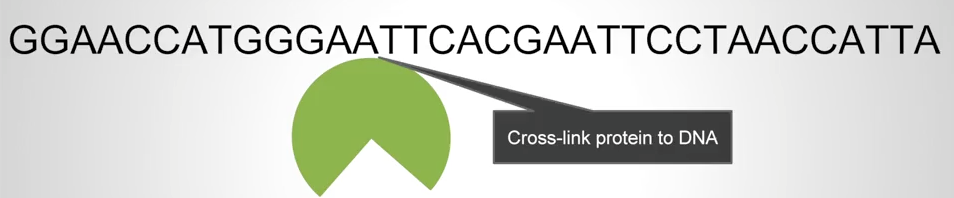 GGAACCATGGGAATTCACGAATTCCTAACCATTA
Cross-link protein to DNA